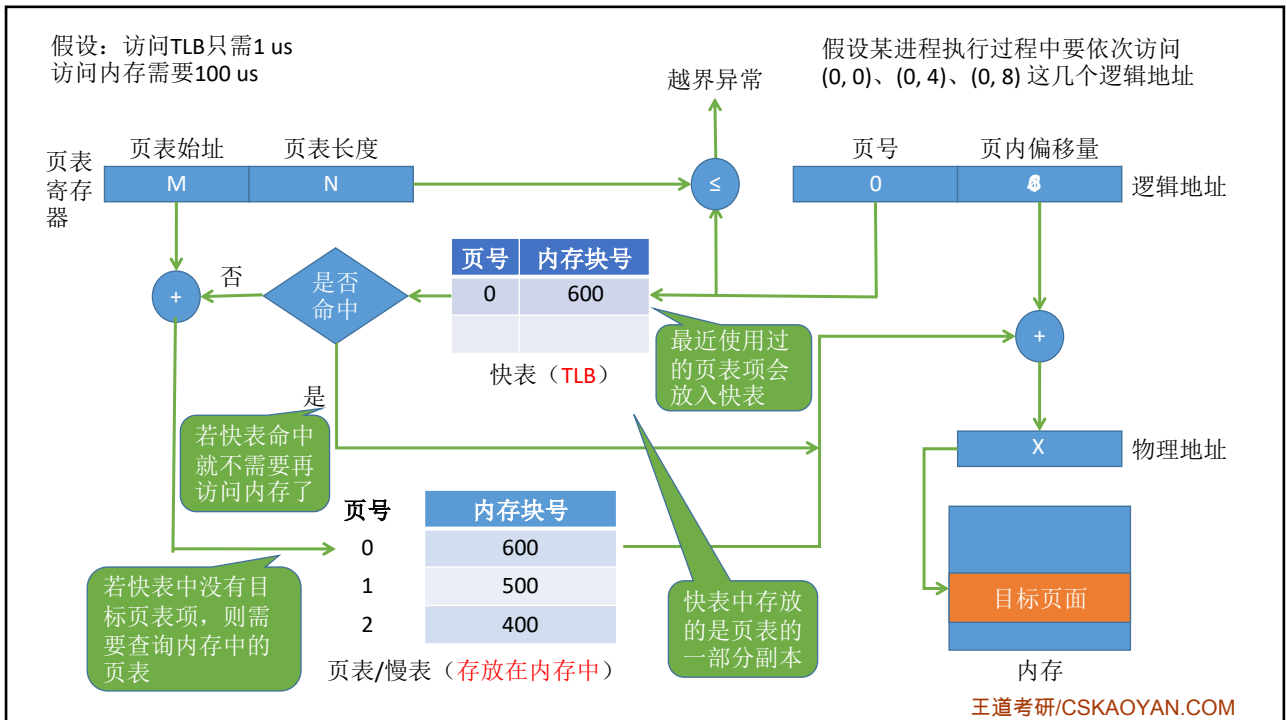 假设：访问TLB只需1 us
访问内存需要100 us
假设某进程执行过程中要依次访问
(0, 0)、(0, 4)、(0, 8) 这几个逻辑地址
越界异常
页表始址
页表长度
页号
页内偏移量
页表
寄存
器
M
N
≤
0
逻辑地址
页号
内存块号
0
600
快表（TLB）
是否
命中
否
是
+
+
最近使用过
的页表项会
放入快表
若快表命中
就不需要再
访问内存了
X
物理地址
页号
内存块号
0
600
1
500
2
400
页表/慢表（存放在内存中）
若快表中没有目
标页表项，则需
要查询内存中的
页表
快表中存放
的是页表的
一部分副本
目标页面
内存
王道考研/CSKAOYAN.COM